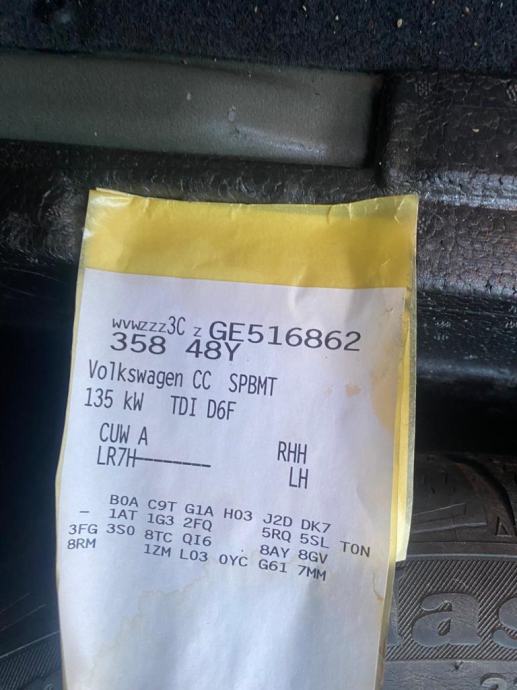 wvwzzz3C z GE516862
358 48Y
Volkswagen CC SPBMT
135 kW TDI D6F
CUW A
RHH
LR7H-------
LH
B0A C9T G1A H03 J2D DK7
- 1AT 1G3 2FQ 5RQ 5SL TON
3FG 3S0 8TC QI6 8AY 8GV
8RM 1ZM L03 0YC G61 7MM